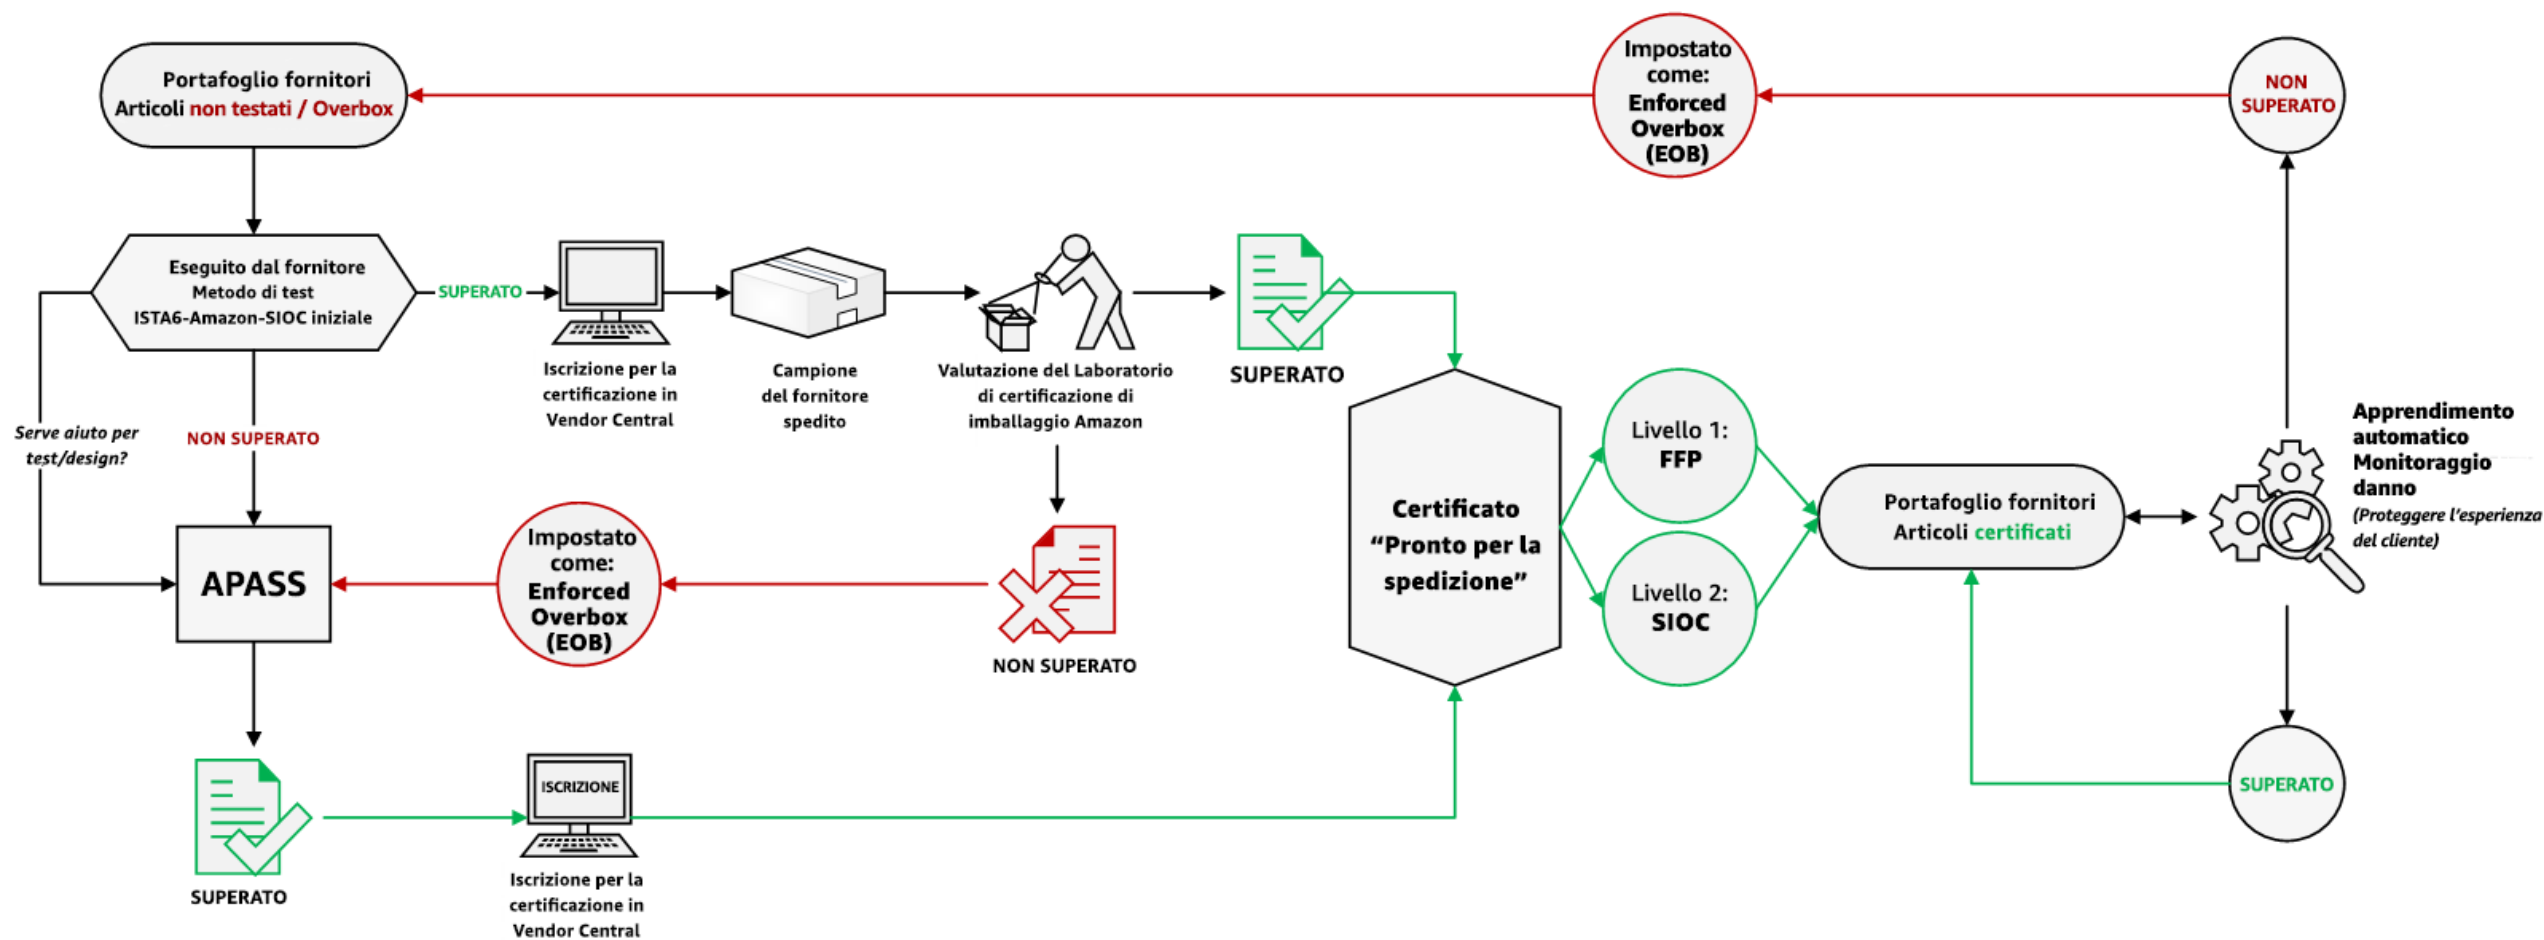 Portafoglio fornitori
Articoli non testati / Overbox
Impostato
come:
Enforced
Overbox
(EOB)
NON
SUPERATO
Eseguito dal fornitore
Metodo di test
ISTA6-Amazon-SIOC iniziale
SUPERATO
Iscrizione per la
certificazione in
Vendor Central
Campione
del fornitore
spedito
Valutazione del Laboratorio
di certificazione di
imballaggio Amazon
SUPERATO
Serve aiuto per
test/design?
NON SUPERATO
APASS
Impostato
come:
Enforced
Overbox
(EOB)
NON SUPERATO
Certificato
“Pronto per la
spedizione”
Livello 1:
FFP
Livello 2:
SIOC
Portafoglio fornitori
Articoli certificati
Apprendimento
automatico
Monitoraggio
danno
(Proteggere l’esperienza
del cliente)
SUPERATO
SUPERATO
ISCRIZIONE
Iscrizione per la
certificazione in
Vendor Central